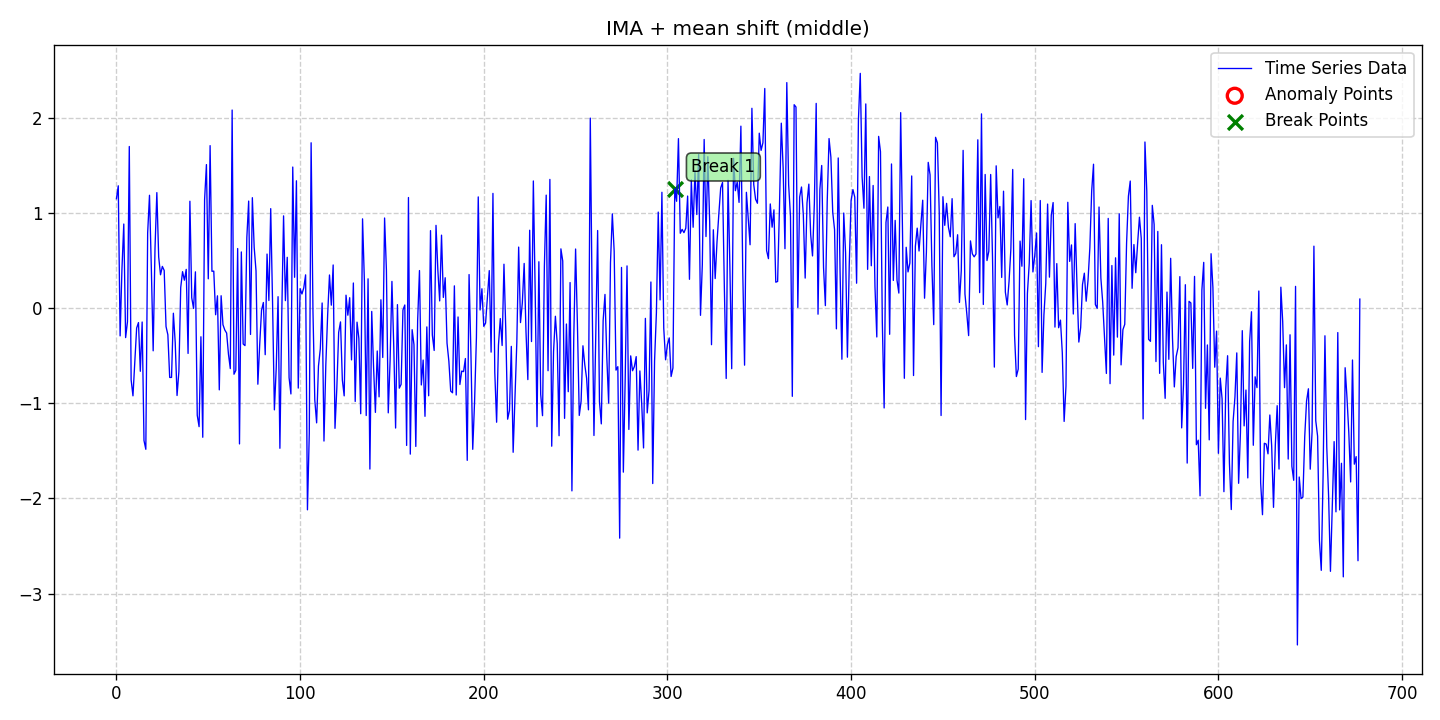 IMA + mean shift (middle)
Time Series Data
Anomaly Points
Break Points
Break 1
2
1
0
−1
−2
−3
0 100 200 300 400 500 600 700